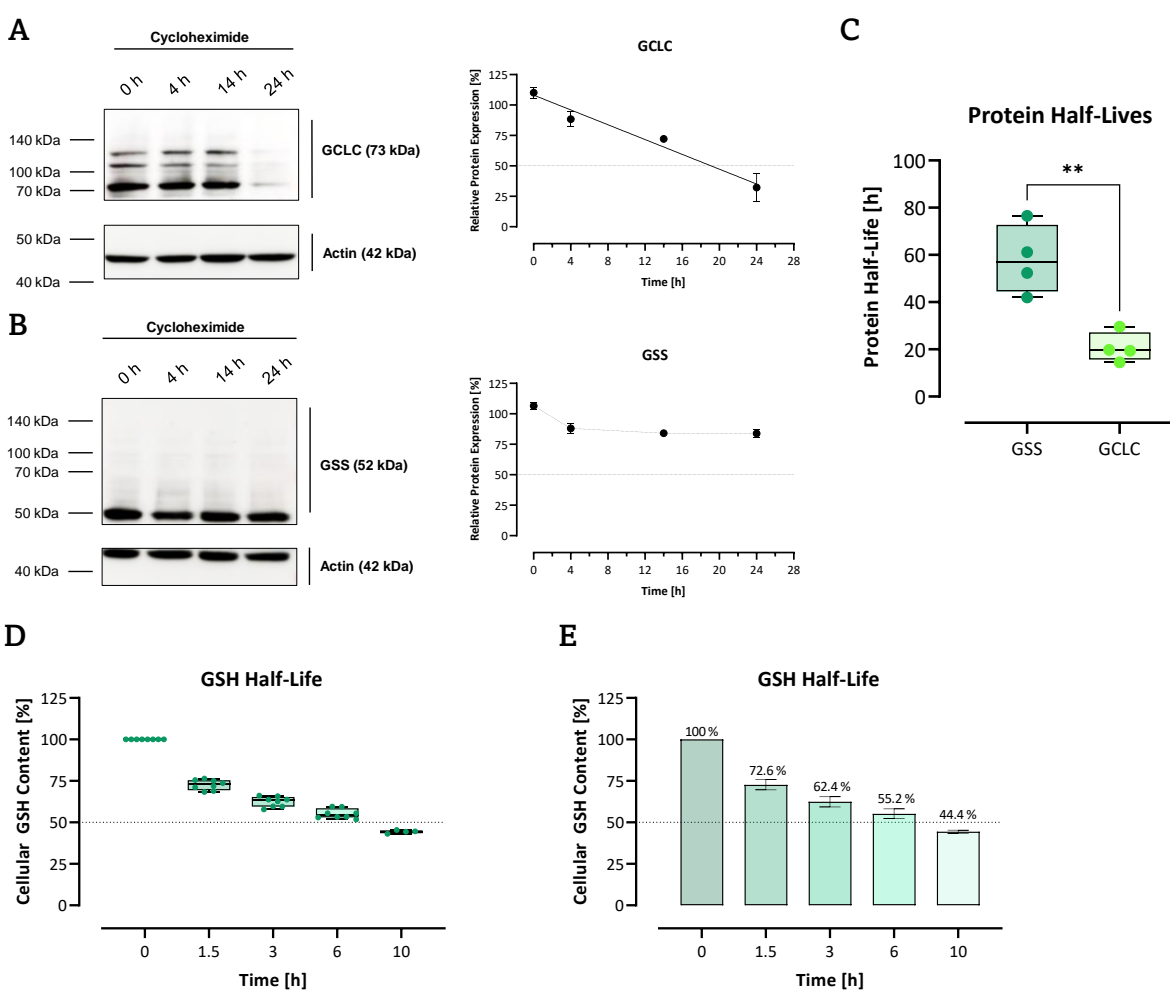 A
Cycloheximide
0 h 4 h 14 h 24 h
140 kDa
100 kDa
70 kDa
GCLC (73 kDa)
50 kDa
40 kDa
Actin (42 kDa)
GCLC
Relative Protein Expression [%]
125
100
75
50
25
0
0 4 8 12 16 20 24 28
Time [h]
B
Cycloheximide
0 h 4 h 14 h 24 h
140 kDa
100 kDa
70 kDa
50 kDa
GSS (52 kDa)
40 kDa
Actin (42 kDa)
GSS
Relative Protein Expression [%]
125
100
75
50
25
0
0 4 8 12 16 20 24 28
Time [h]
C
Protein Half-Lives
Protein Half-Life [h]
100
80
60
40
20
0
**
GSS GCLC
D
GSH Half-Life
Cellular GSH Content [%]
125
100
75
50
25
0
0 1.5 3 6 10
Time [h]
E
GSH Half-Life
Cellular GSH Content [%]
125
100
75
50
25
0
100 %
72.6 %
62.4 %
55.2 %
44.4 %
0 1.5 3 6 10
Time [h]